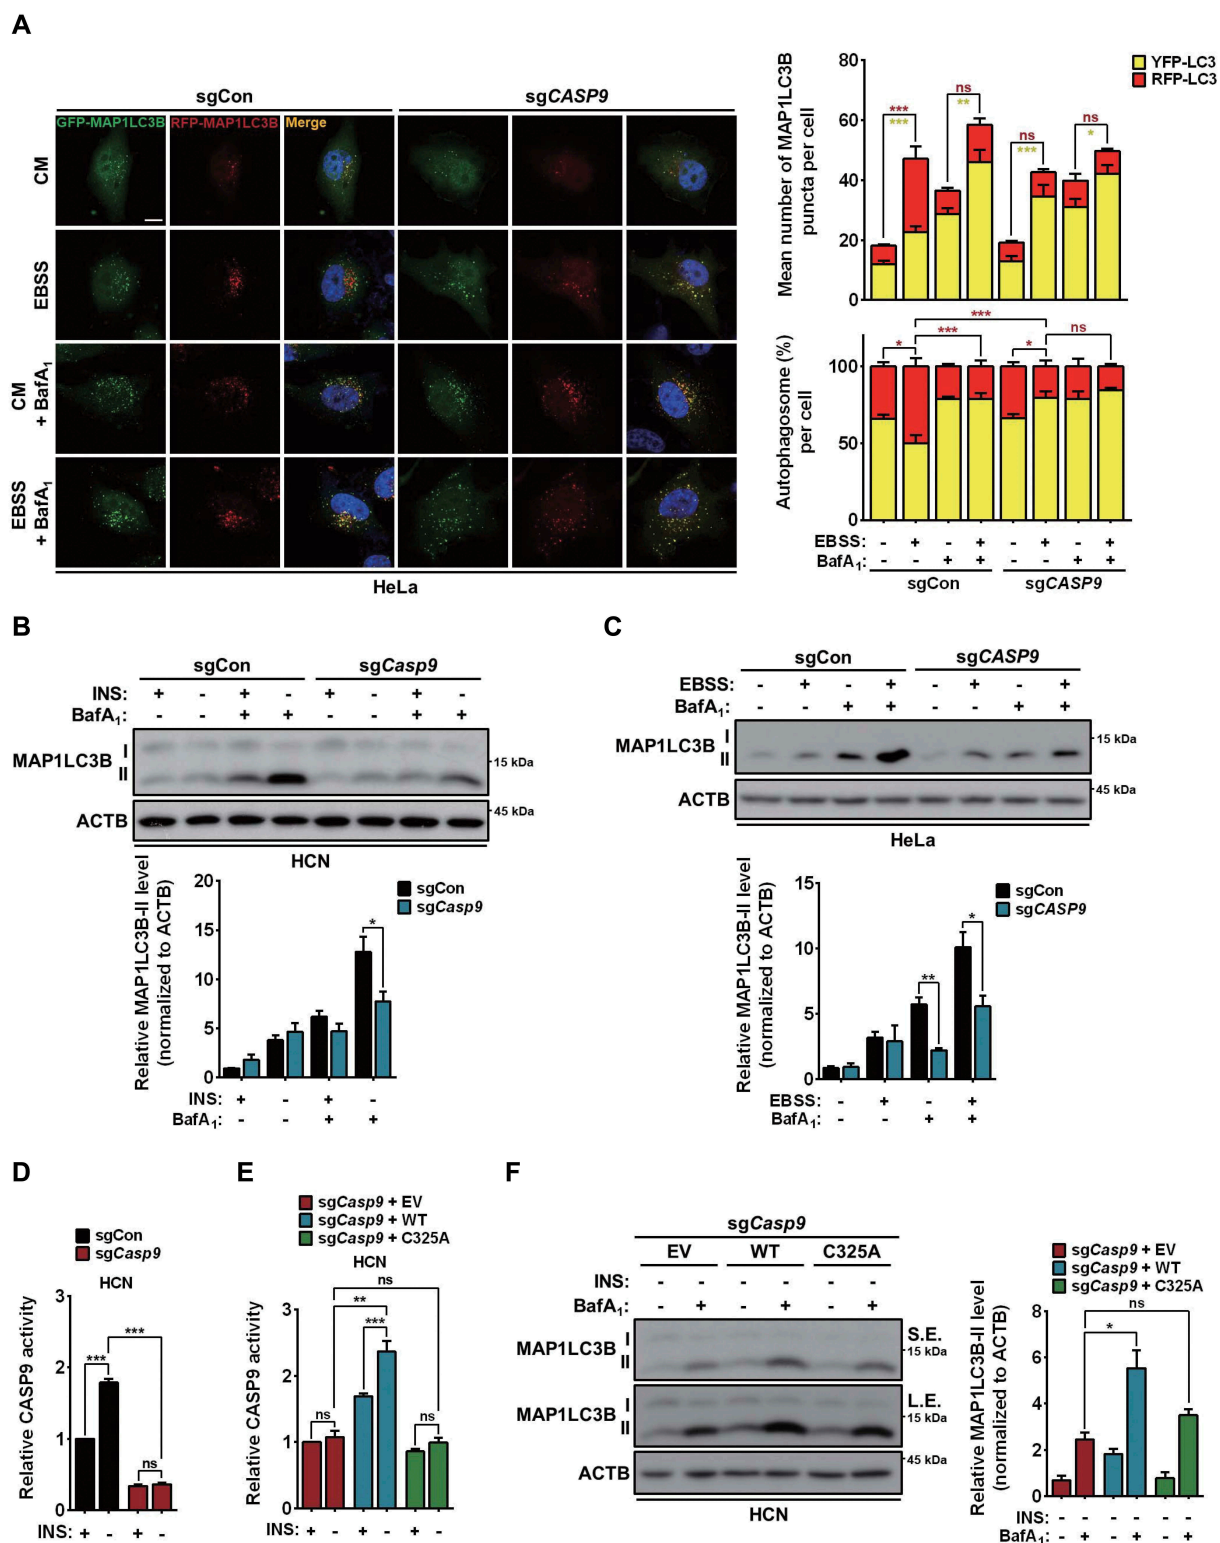 A
sgCon
sgCASP9
GFP-MAP1LC3B
RFP-MAP1LC3B
Merge
CM
EBSS
CM
+ BafA1
EBSS
+ BafA1
HeLa
YFP-LC3
RFP-LC3
Mean number of MAP1LC3B
puncta per cell
80
60
40
20
0
***
***
ns
**
ns
***
ns
*
Autophagosome (%)
per cell
100
50
0
*
***
***
*
ns
EBSS: - + - + - + - +
BafA1: - - + + - - + +
sgCon
sgCASP9
B
sgCon
sgCasp9
INS: + - + - + - + -
BafA1: - - + + - - + +
MAP1LC3B
I
II
15 kDa
ACTB
45 kDa
HCN
Relative MAP1LC3B-II level
(normalized to ACTB)
20
15
10
5
0
sgCon
sgCasp9
*
INS: + - + -
BafA1: - - + +
C
sgCon
sgCASP9
EBSS: - + - + - + - +
BafA1: - - + + - - + +
MAP1LC3B
I
II
15 kDa
ACTB
45 kDa
HeLa
Relative MAP1LC3B-II level
(normalized to ACTB)
15
10
5
0
sgCon
sgCASP9
**
*
EBSS: - + - +
BafA1: - - + +
D
sgCon
sgCasp9
HCN
Relative CASP9 activity
3
2
1
0
***
***
ns
INS: + - + -
E
sgCasp9 + EV
sgCasp9 + WT
sgCasp9 + C325A
HCN
Relative CASP9 activity
3
2
1
0
ns
**
***
ns
ns
INS: + - + - + -
F
sgCasp9
EV
WT
C325A
INS: - - - - - -
BafA1: - + - + - +
MAP1LC3B
I
II
S.E.
15 kDa
MAP1LC3B
I
II
L.E.
15 kDa
ACTB
45 kDa
HCN
sgCasp9 + EV
sgCasp9 + WT
sgCasp9 + C325A
Relative MAP1LC3B-II level
(normalized to ACTB)
8
6
4
2
0
ns
*
INS: - - - - - -
BafA1: - + - + - +